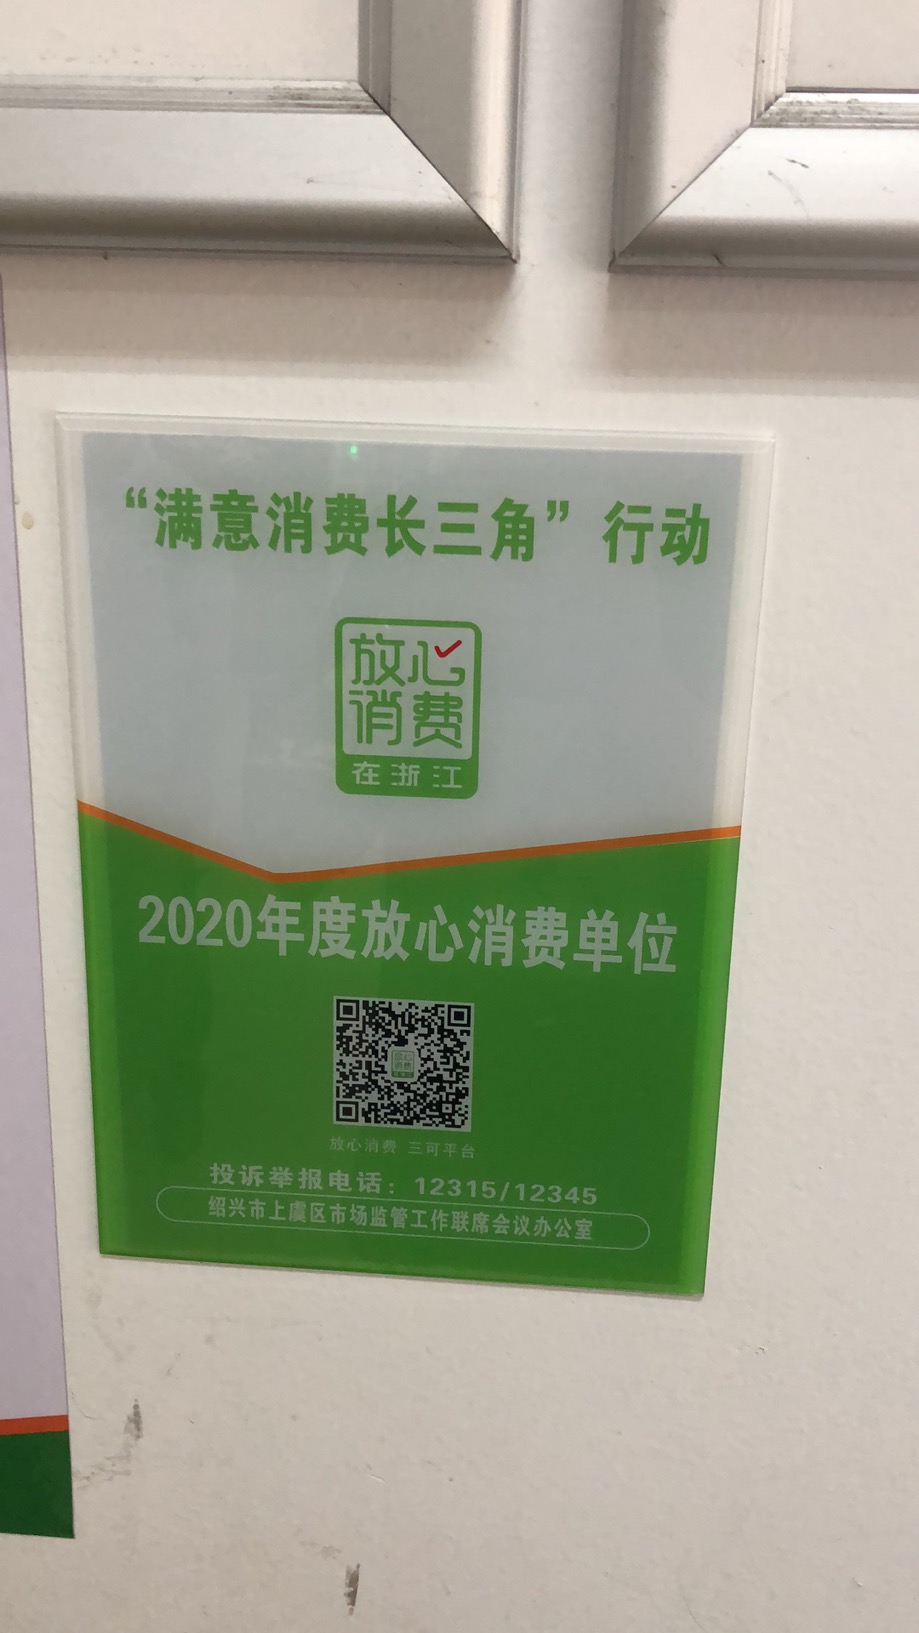 “满意消费长三角” 行动
放心
消费
在浙江
2020年度放心消费单位
放心消费 三可平台
投诉举报电话：12315/12345
绍兴市上虞区市场监管工作联席会议办公室